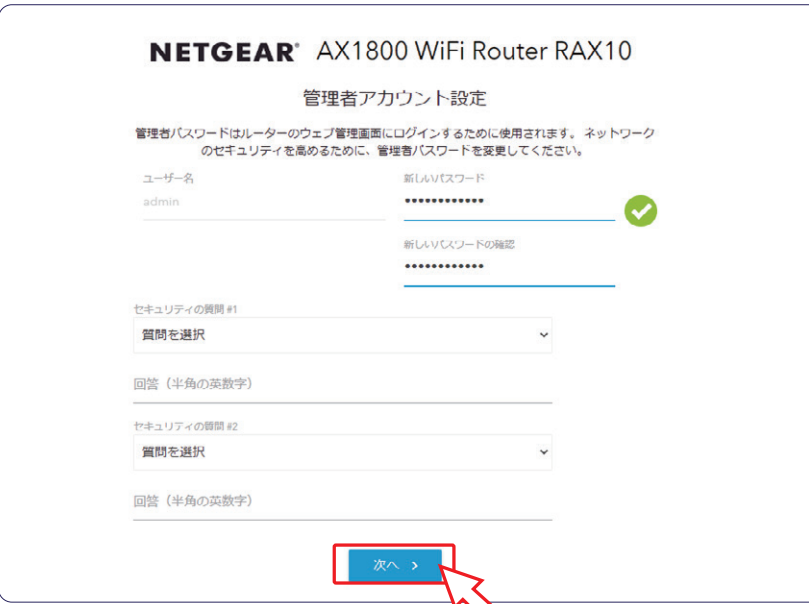 NETGEAR® AX1800 WiFi Router RAX10
管理者アカウント設定
管理者パスワードはルーターのウェブ管理画面にログインするために使用されます。 ネットワーク
のセキュリティを高めるために、管理者パスワードを変更してください。
ユーザー名
admin
新しいパスワード
••••••••••••
新しいパスワードの確認
••••••••••••
セキュリティの質問 #1
質問を選択
回答（半角の英数字）
セキュリティの質問 #2
質問を選択
回答（半角の英数字）
次へ >